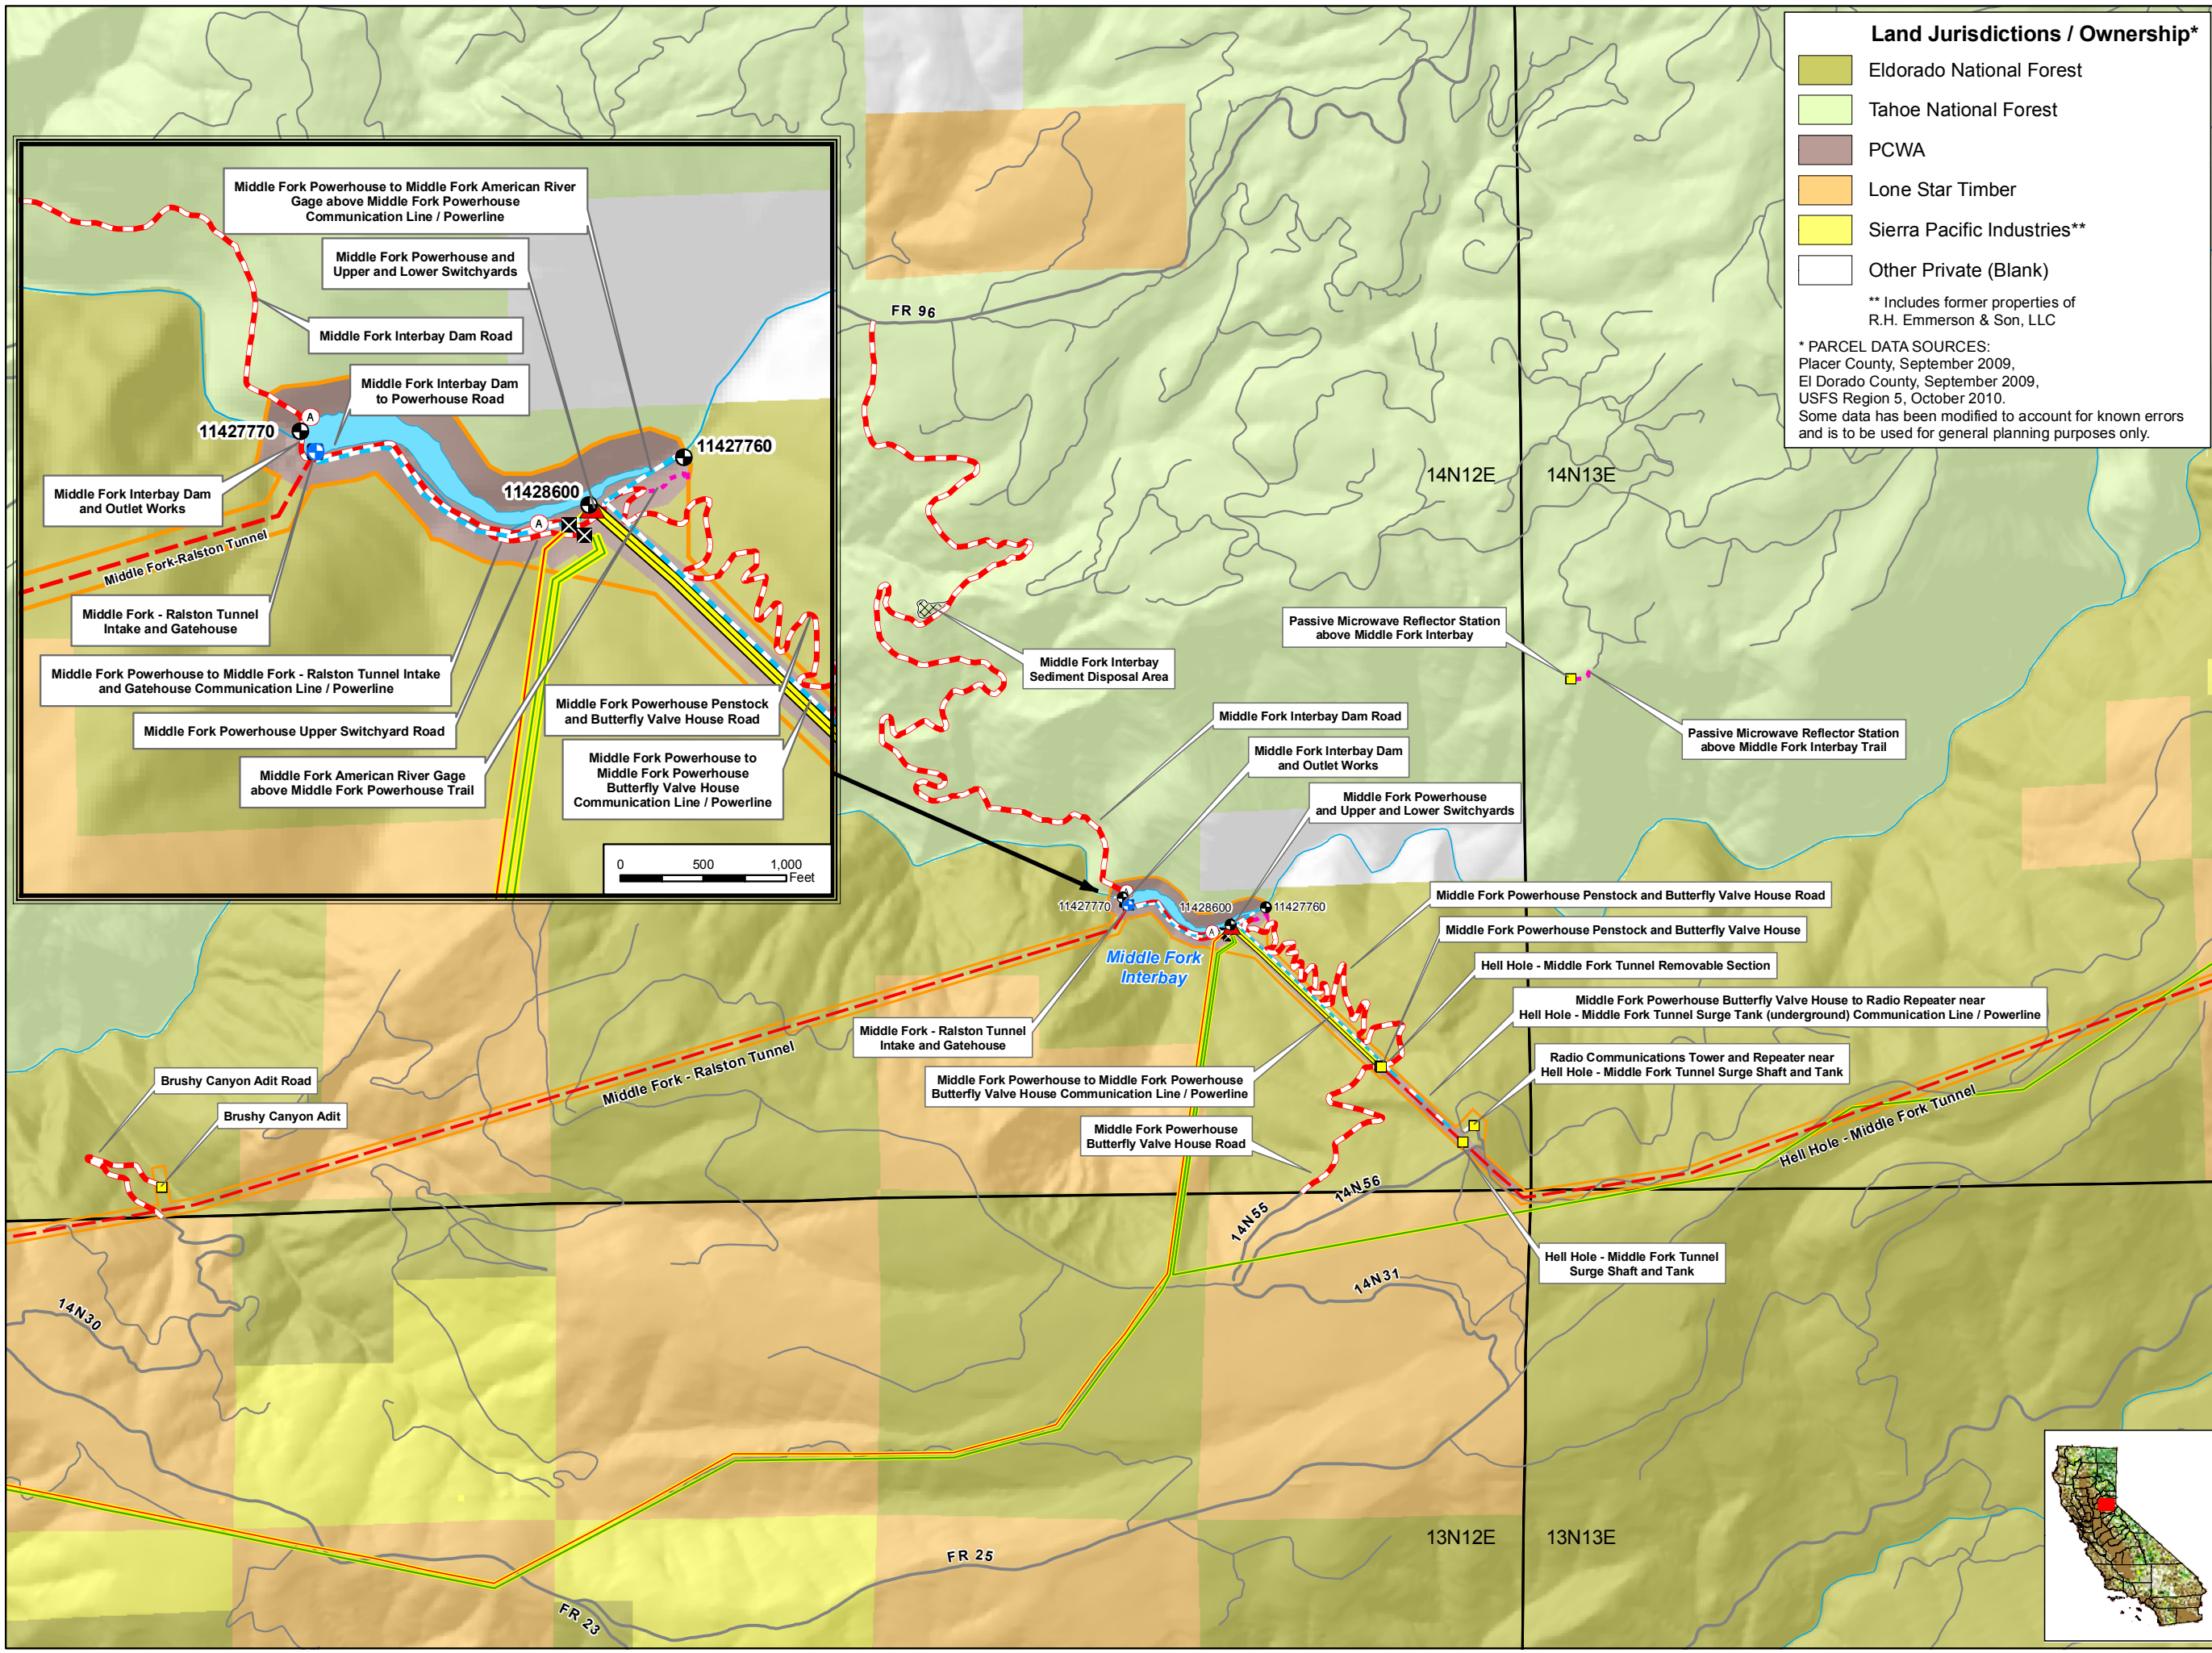 Land Jurisdictions / Ownership*
Eldorado National Forest
Tahoe National Forest
PCWA
Lone Star Timber
Sierra Pacific Industries**
Other Private (Blank)
** Includes former properties of
R.H. Emmerson & Son, LLC
* PARCEL DATA SOURCES:
Placer County, September 2009,
El Dorado County, September 2009,
USFS Region 5, October 2010.
Some data has been modified to account for known errors
and is to be used for general planning purposes only.
Middle Fork Powerhouse to Middle Fork American River
Gage above Middle Fork Powerhouse
Communication Line / Powerline
Middle Fork Powerhouse and
Upper and Lower Switchyards
Middle Fork Interbay Dam Road
Middle Fork Interbay Dam
to Powerhouse Road
A
11427770
11427760
11428600
A
Middle Fork Interbay Dam
and Outlet Works
Middle Fork-Ralston Tunnel
Middle Fork - Ralston Tunnel
Intake and Gatehouse
Middle Fork Powerhouse to Middle Fork - Ralston Tunnel Intake
and Gatehouse Communication Line / Powerline
Middle Fork Powerhouse Upper Switchyard Road
Middle Fork American River Gage
above Middle Fork Powerhouse Trail
Middle Fork Powerhouse Penstock
and Butterfly Valve House Road
Middle Fork Powerhouse to
Middle Fork Powerhouse
Butterfly Valve House
Communication Line / Powerline
0 500 1,000
Feet
FR 96
14N12E 14N13E
Middle Fork Interbay
Sediment Disposal Area
Passive Microwave Reflector Station
above Middle Fork Interbay
Passive Microwave Reflector Station
above Middle Fork Interbay Trail
Middle Fork Interbay Dam Road
Middle Fork Interbay Dam
and Outlet Works
Middle Fork Powerhouse
and Upper and Lower Switchyards
A
11427770
11428600
11427760
A
Middle Fork
Interbay
Middle Fork Powerhouse Penstock and Butterfly Valve House Road
Middle Fork Powerhouse Penstock and Butterfly Valve House
Hell Hole - Middle Fork Tunnel Removable Section
Middle Fork Powerhouse Butterfly Valve House to Radio Repeater near
Hell Hole - Middle Fork Tunnel Surge Tank (underground) Communication Line / Powerline
Radio Communications Tower and Repeater near
Hell Hole - Middle Fork Tunnel Surge Shaft and Tank
Middle Fork - Ralston Tunnel
Intake and Gatehouse
Middle Fork - Ralston Tunnel
Middle Fork Powerhouse to Middle Fork Powerhouse
Butterfly Valve House Communication Line / Powerline
Middle Fork Powerhouse
Butterfly Valve House Road
Brushy Canyon Adit Road
Brushy Canyon Adit
Hell Hole - Middle Fork Tunnel
14N56
14N55
Hell Hole - Middle Fork Tunnel
Surge Shaft and Tank
14N31
14N30
13N12E 13N13E
FR 25
FR 23